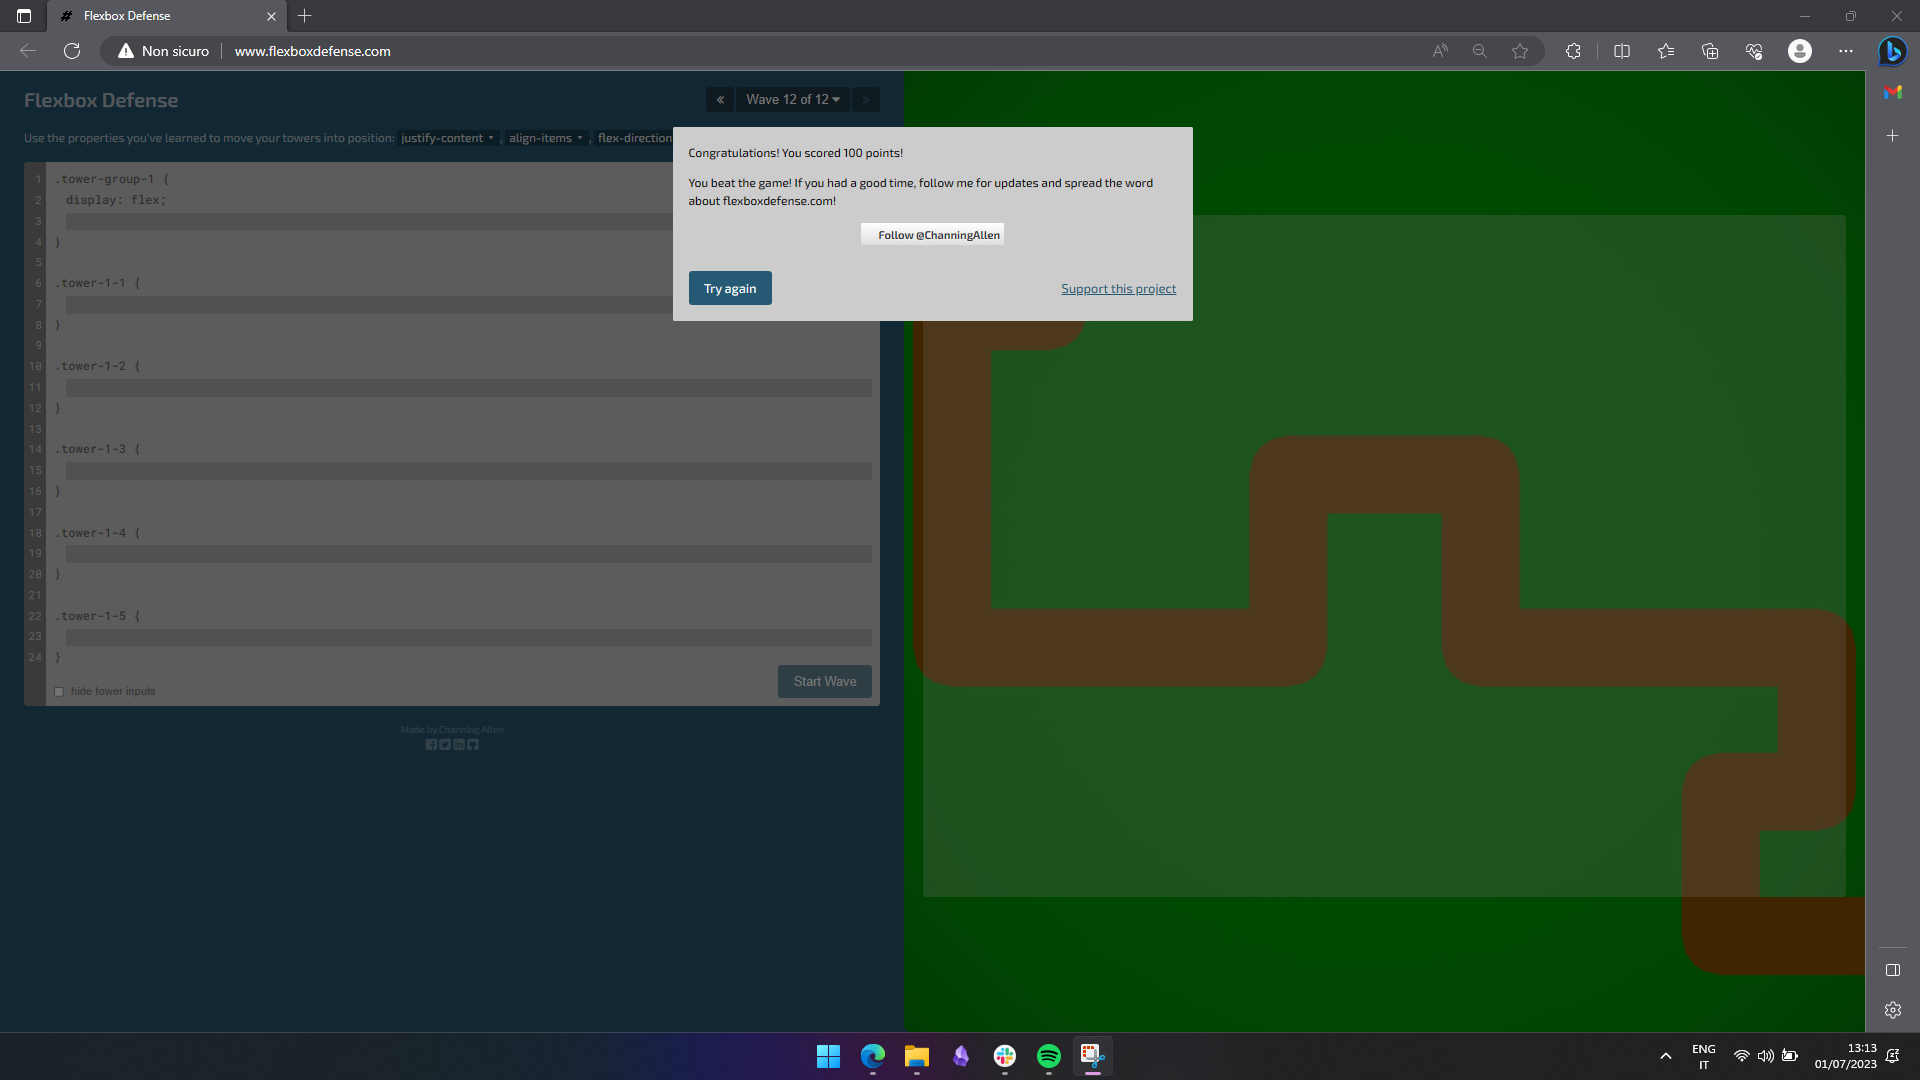 Flexbox Defense
Non sicuro
www.flexboxdefense.com
Flexbox Defense
« Wave 12 of 12 »
Use the properties you've learned to move your towers into position: justify-content , align-items , flex-direction
1 .tower-group-1 {
2 display: flex;
3
4 }
5
6 .tower-1-1 {
7
8 }
9
10 .tower-1-2 {
11
12 }
13
14 .tower-1-3 {
15
16 }
17
18 .tower-1-4 {
19
20 }
21
22 .tower-1-5 {
23
24 }
hide tower inputs
Start Wave
Made by Channing Allen
Congratulations! You scored 100 points!
You beat the game! If you had a good time, follow me for updates and spread the word
about flexboxdefense.com!
Follow @ChanningAllen
Try again
Support this project
ENG
IT
13:13
01/07/2023